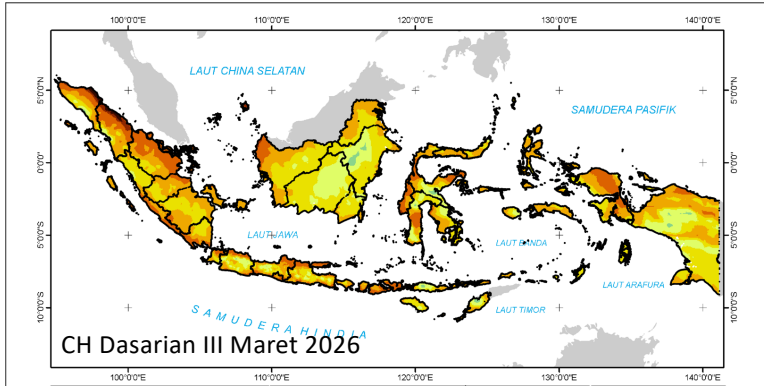 100°0'0"E 110°0'0"E 120°0'0"E 130°0'0"E 140°0'0"E
LAUT CHINA SELATAN
5°0'0"N
5°0'0"N
SAMUDERA PASIFIK
0°0'0"
0°0'0"
5°0'0"S
5°0'0"S
LAUT JAWA
LAUT BANDA
LAUT ARAFURA
10°0'0"S
10°0'0"S
LAUT TIMOR
SAMUDERA HINDIA
CH Dasarian III Maret 2026
100°0'0"E 110°0'0"E 120°0'0"E 130°0'0"E 140°0'0"E